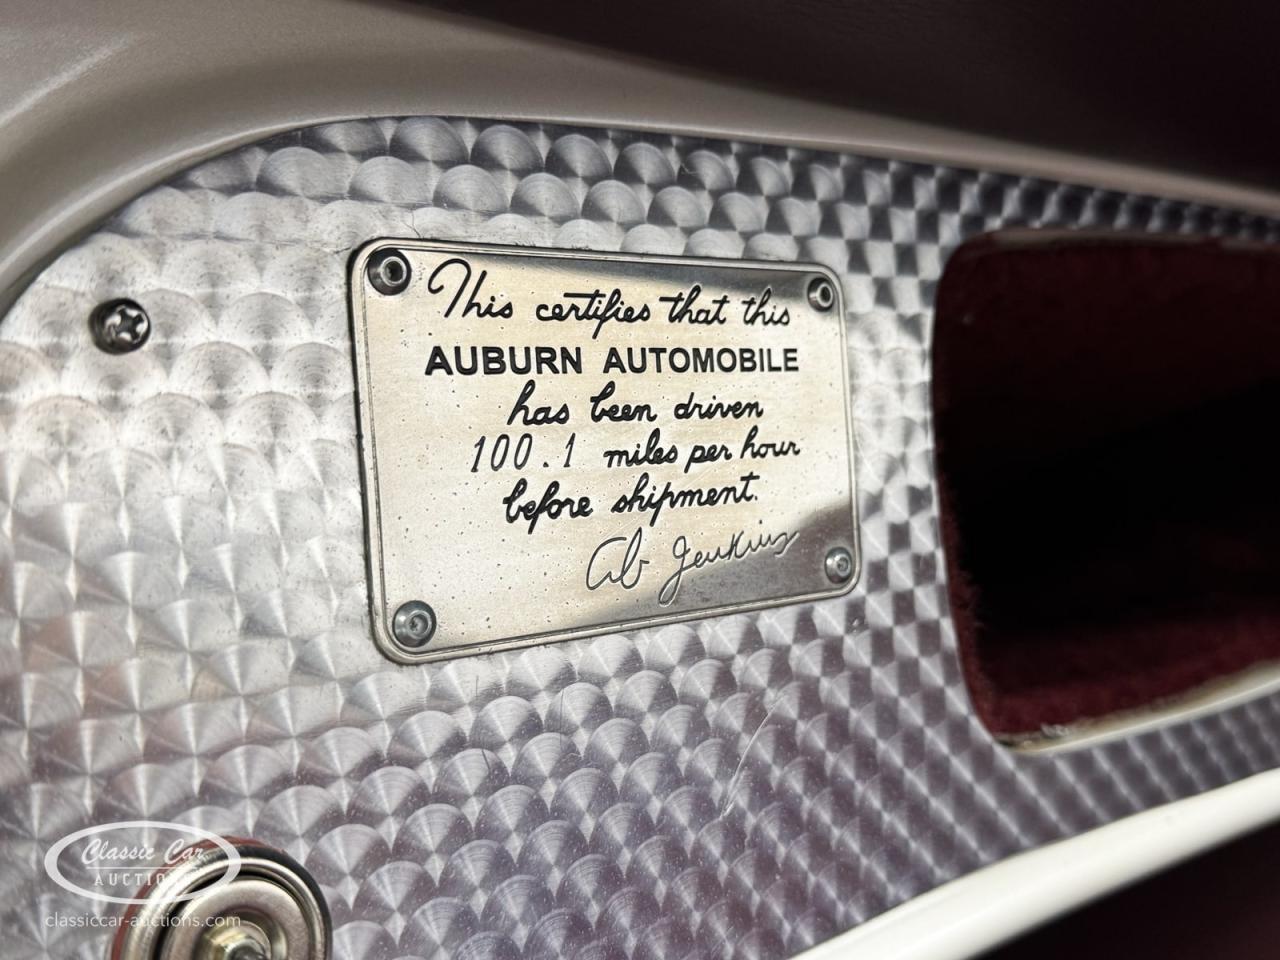 This certifies that this
AUBURN AUTOMOBILE
has been driven
100.1 miles per hour
before shipment.
Ab Jenkins
Classic Car
AUCTIONS
classiccar-auctions.com